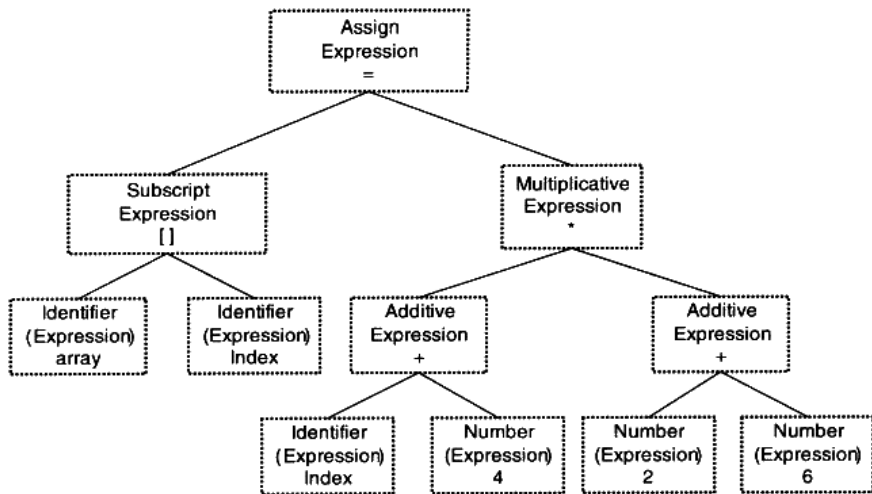 Assign
Expression
=
Subscript
Expression
[ ]
Multiplicative
Expression
*
Identifier
(Expression)
array
Identifier
(Expression)
Index
Additive
Expression
+
Additive
Expression
+
Identifier
(Expression)
Index
Number
(Expression)
4
Number
(Expression)
2
Number
(Expression)
6